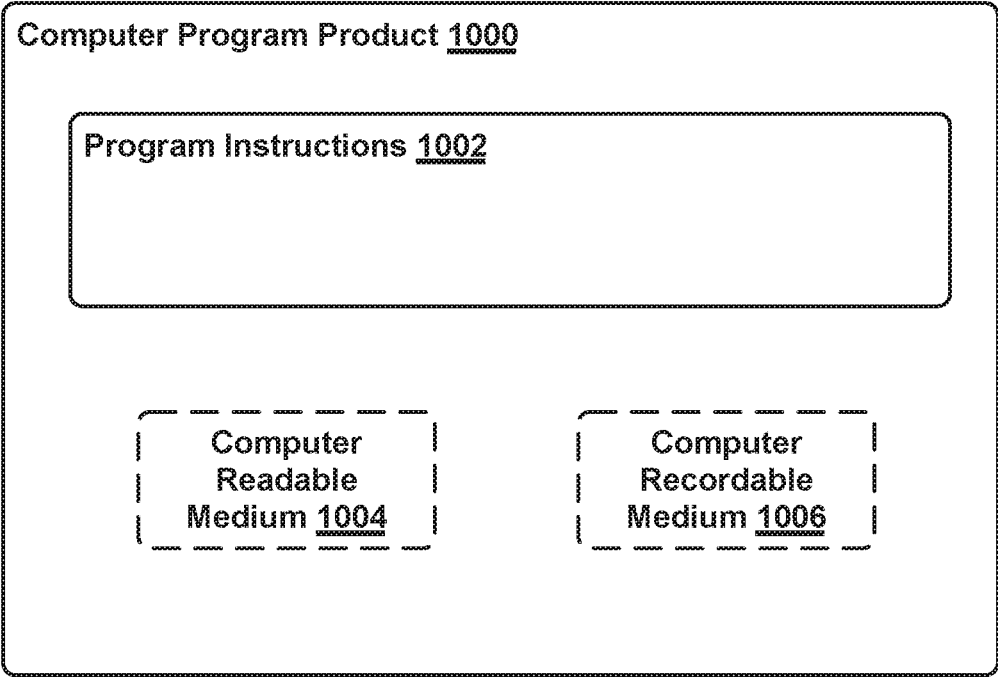 Computer Program Product 1000
Program Instructions 1002
Computer
Readable
Medium 1004
Computer
Recordable
Medium 1006